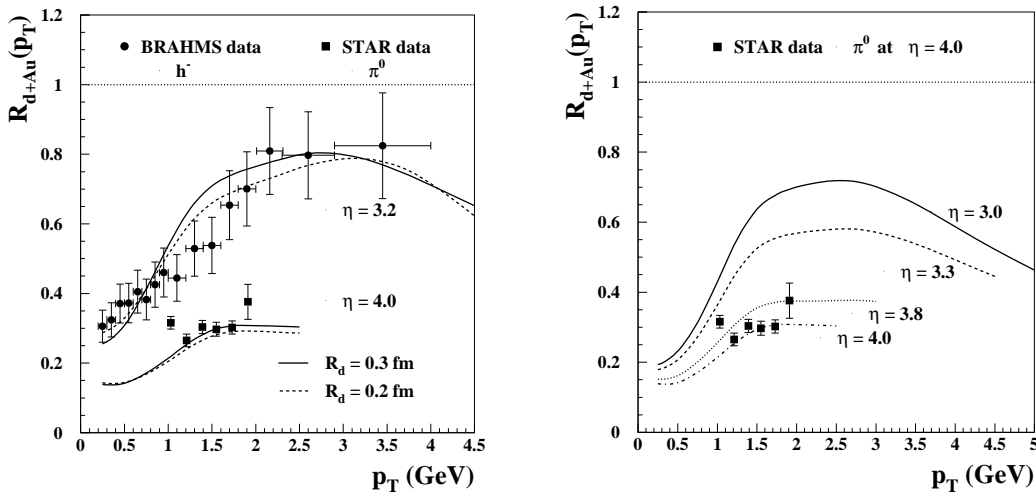 R_{d+Au}(p_T)
1.2
1
0.8
0.6
0.4
0.2
0
BRAHMS data
STAR data
h^-
π^0
η = 3.2
η = 4.0
R_d = 0.3 fm
R_d = 0.2 fm
0 0.5 1 1.5 2 2.5 3 3.5 4 4.5
p_T (GeV)
R_{d+Au}(p_T)
1.2
1
0.8
0.6
0.4
0.2
0
STAR data π^0 at η = 4.0
η = 3.0
η = 3.3
η = 3.8
η = 4.0
0 0.5 1 1.5 2 2.5 3 3.5 4 4.5 5
p_T (GeV)